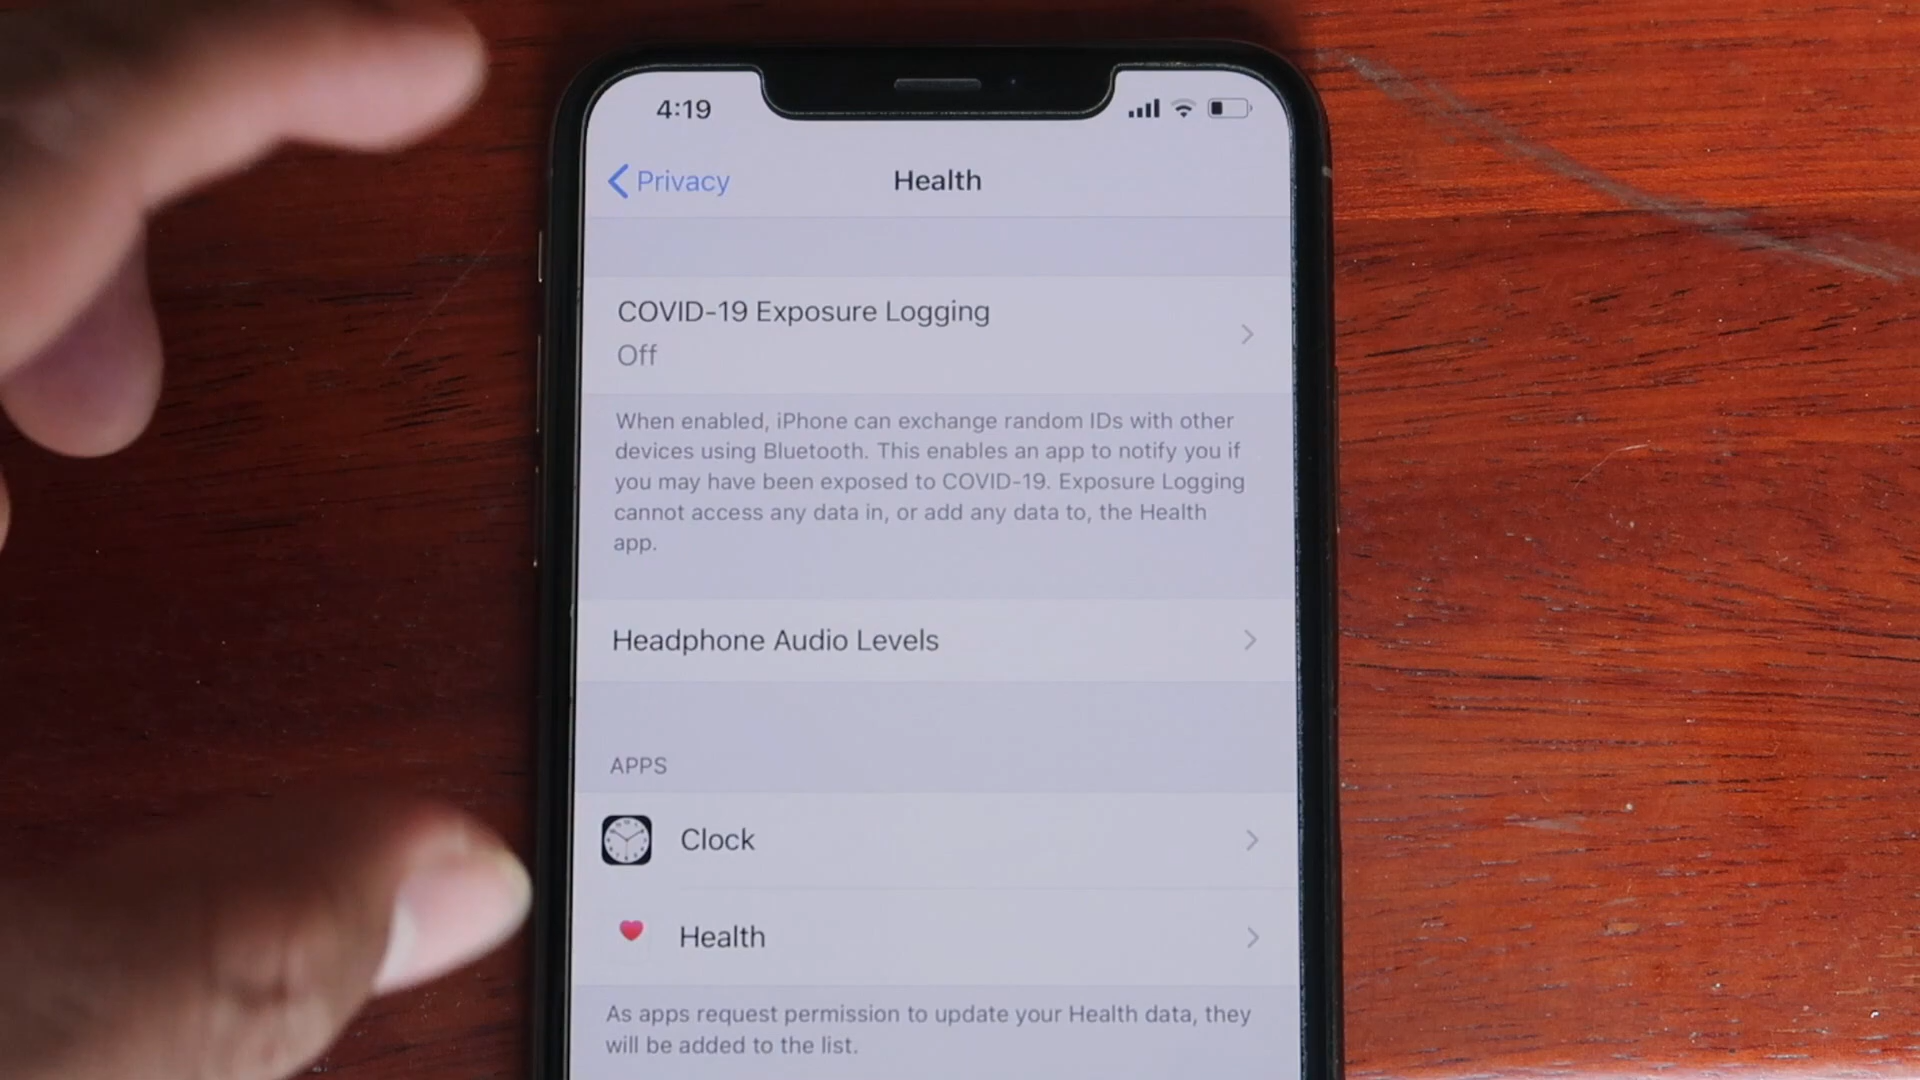 4:19
Privacy
Health
COVID-19 Exposure Logging
Off
When enabled, iPhone can exchange random IDs with other
devices using Bluetooth. This enables an app to notify you if
you may have been exposed to COVID-19. Exposure Logging
cannot access any data in, or add any data to, the Health
app.
Headphone Audio Levels
APPS
Clock
Health
As apps request permission to update your Health data, they
will be added to the list.